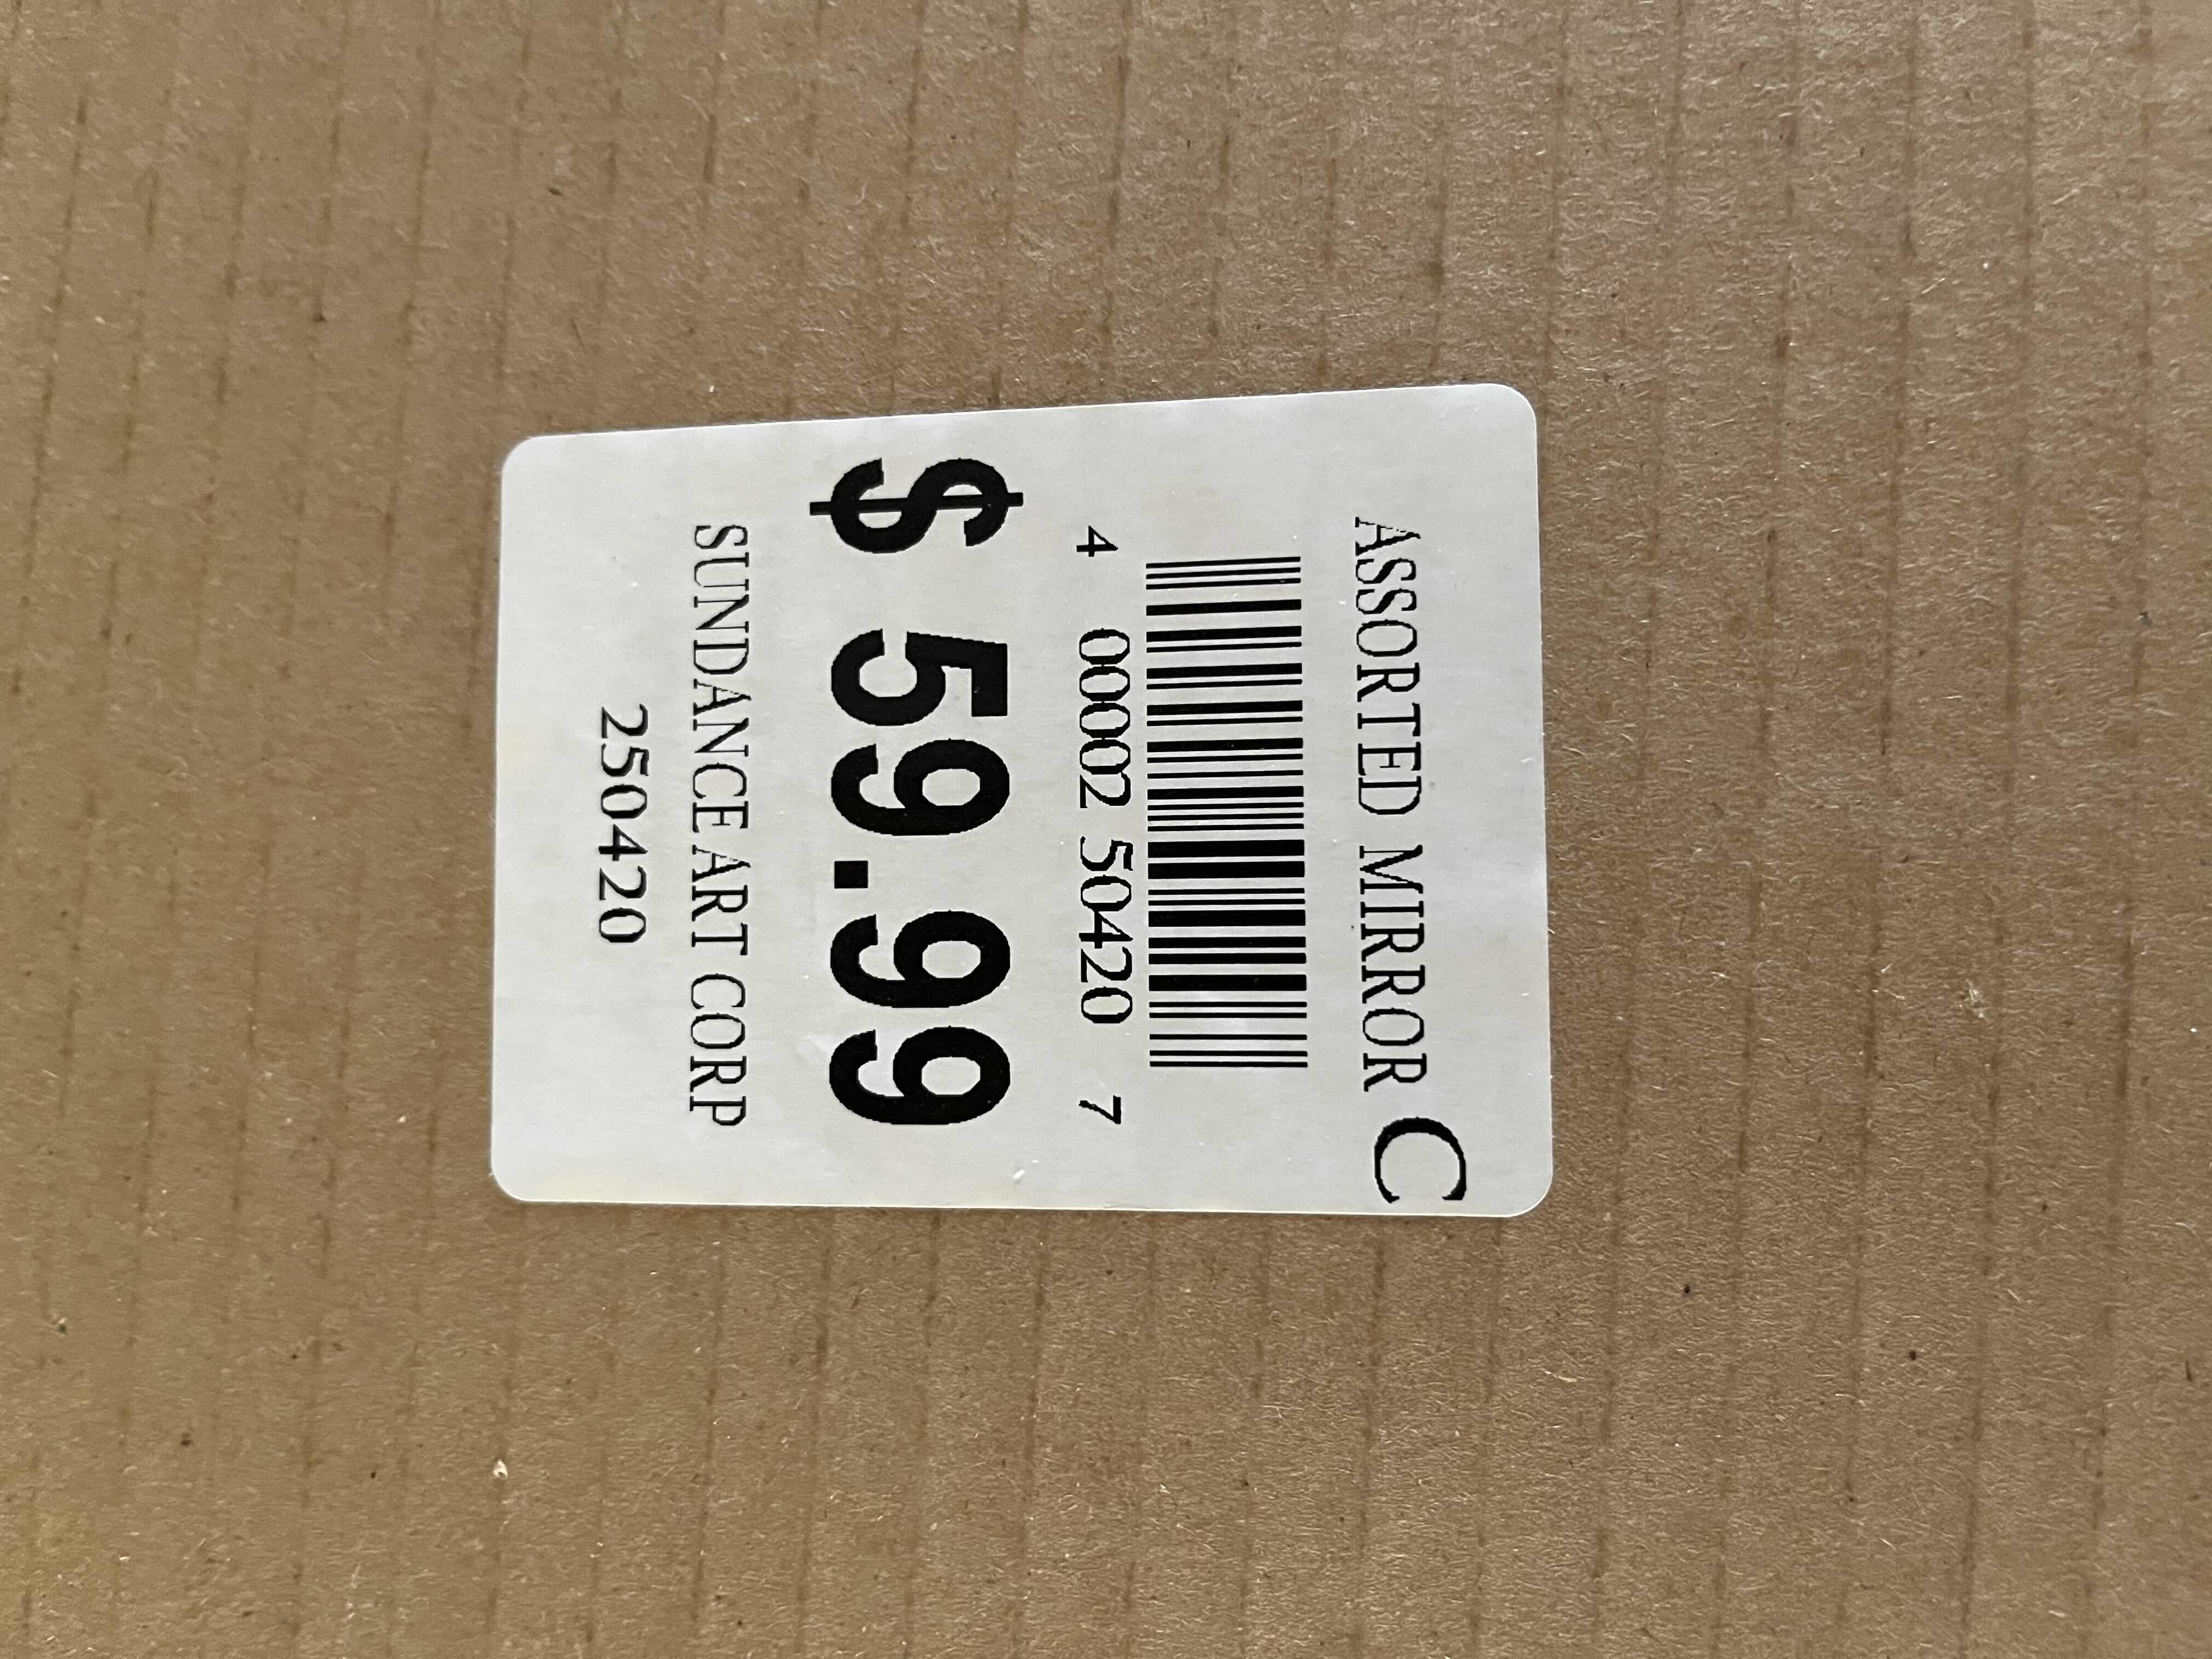 ASSORTED MIRROR C
4 00002 50420 7
$ 59.99
SUNDANCE ART CORP
250420